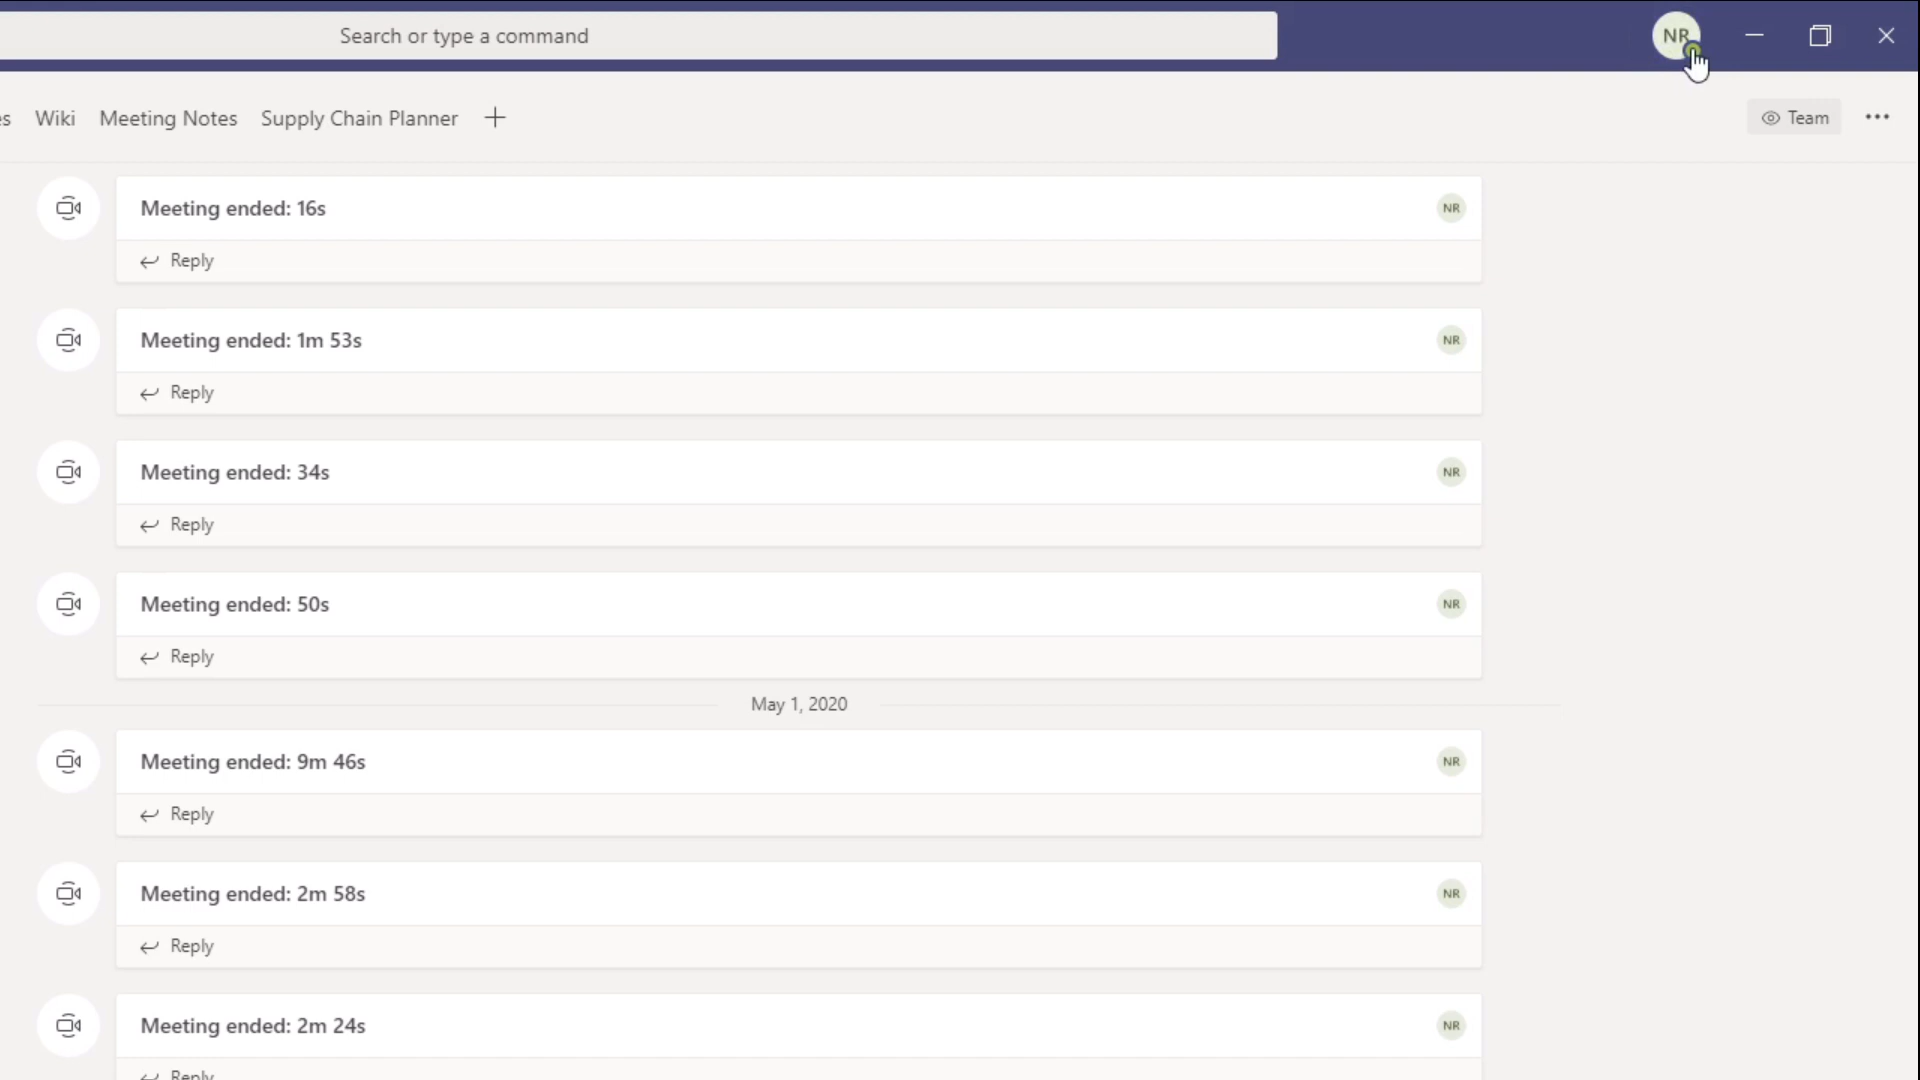 Search or type a command
NR
es Wiki Meeting Notes Supply Chain Planner
Team
Meeting ended: 16s
NR
Reply
Meeting ended: 1m 53s
NR
Reply
Meeting ended: 34s
NR
Reply
Meeting ended: 50s
NR
Reply
May 1, 2020
Meeting ended: 9m 46s
NR
Reply
Meeting ended: 2m 58s
NR
Reply
Meeting ended: 2m 24s
NR
Reply